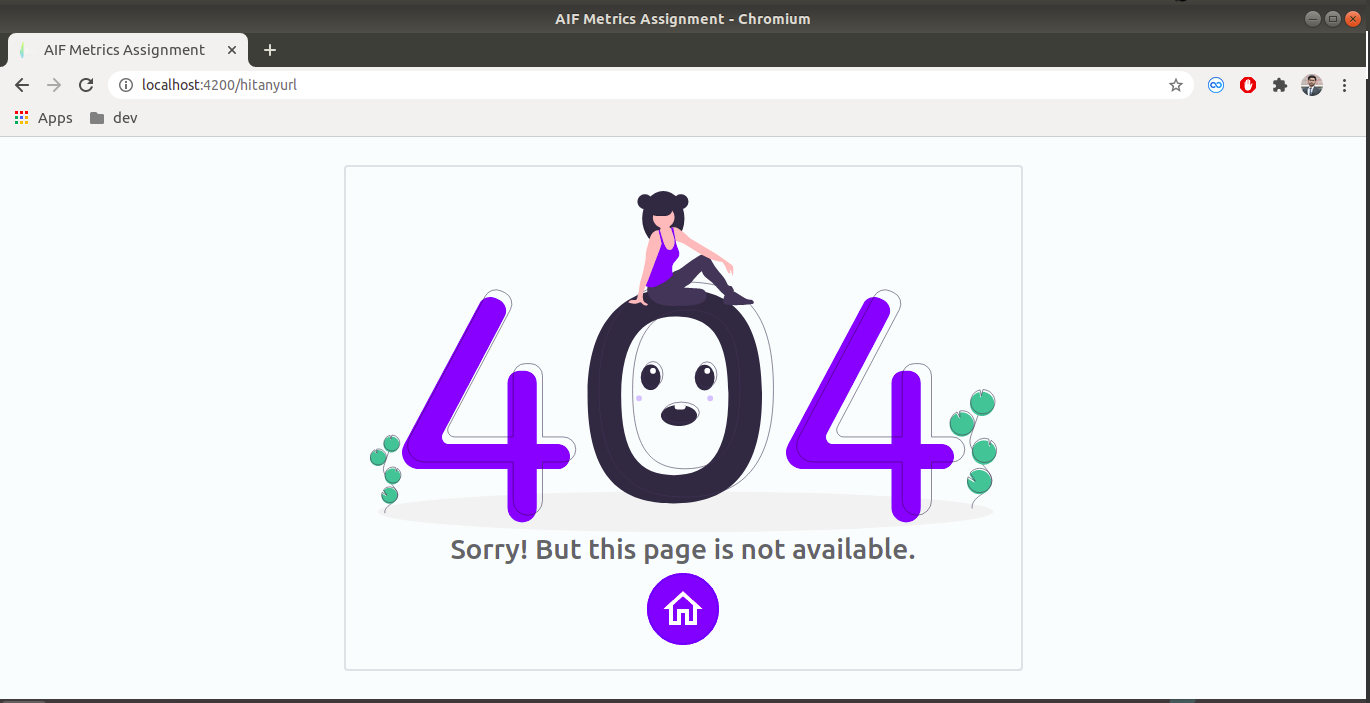 AIF Metrics Assignment - Chromium
AIF Metrics Assignment
localhost:4200/hitanyurl
Apps dev
404
Sorry! But this page is not available.